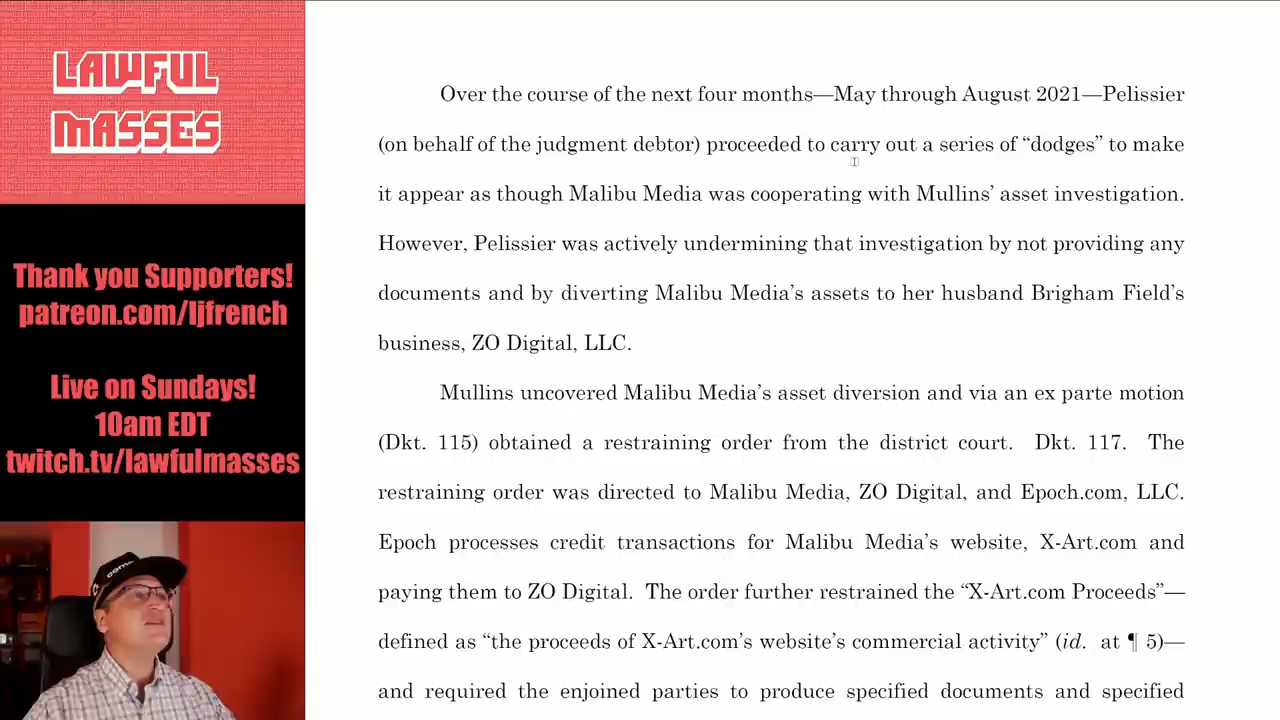 LAWFUL
MASSES
Thank you Supporters!
patreon.com/ljfrench
Live on Sundays!
10am EDT
twitch.tv/lawfulmasses
Over the course of the next four months—May through August 2021—Pelissier
(on behalf of the judgment debtor) proceeded to carry out a series of “dodges” to make
it appear as though Malibu Media was cooperating with Mullins’ asset investigation.
However, Pelissier was actively undermining that investigation by not providing any
documents and by diverting Malibu Media’s assets to her husband Brigham Field’s
business, ZO Digital, LLC.
Mullins uncovered Malibu Media’s asset diversion and via an ex parte motion
(Dkt. 115) obtained a restraining order from the district court. Dkt. 117. The
restraining order was directed to Malibu Media, ZO Digital, and Epoch.com, LLC.
Epoch processes credit transactions for Malibu Media’s website, X-Art.com and
paying them to ZO Digital. The order further restrained the “X-Art.com Proceeds”—
defined as “the proceeds of X-Art.com’s website’s commercial activity” (id. at ¶ 5)—
and required the enjoined parties to produce specified documents and specified